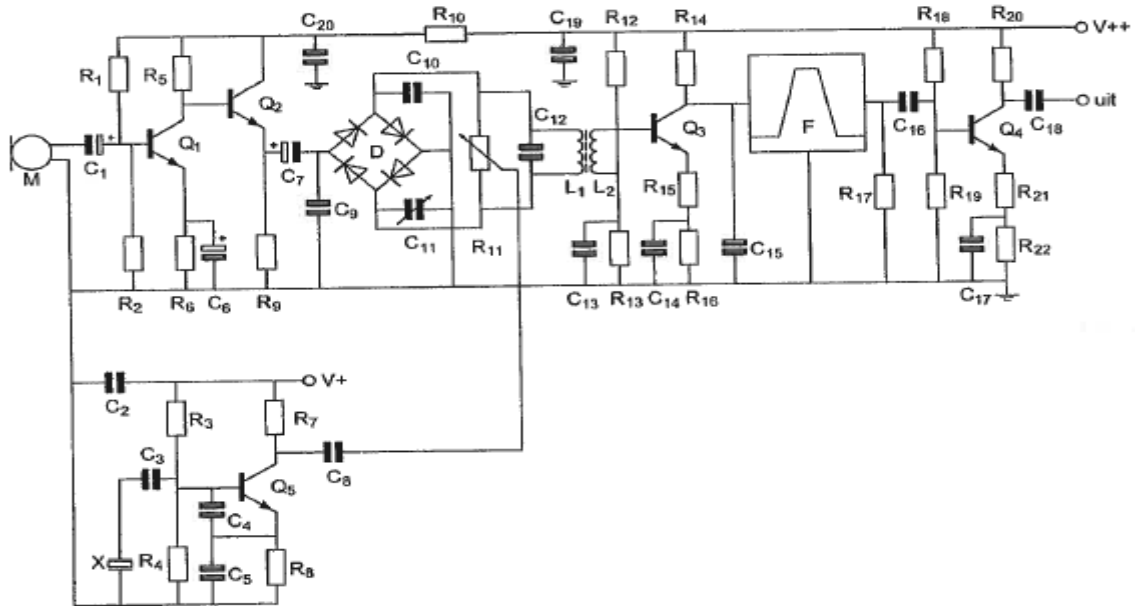 R10 C19 R12 R14 R18 R20 V++
C20
R1 R5 C10
Q2 C12 C16 uit
+ Q1 Q3 F Q4 C18
M C1 + D
C7 L1 L2 R15 R17 R19 R21
C9
C11 R11 C15 R22
+
R2 R6 C6 R9 C13 R13 C14 R16 C17
V+
C2 R3 R7
C3 C8
Q5
C4
X R4 C5 R8